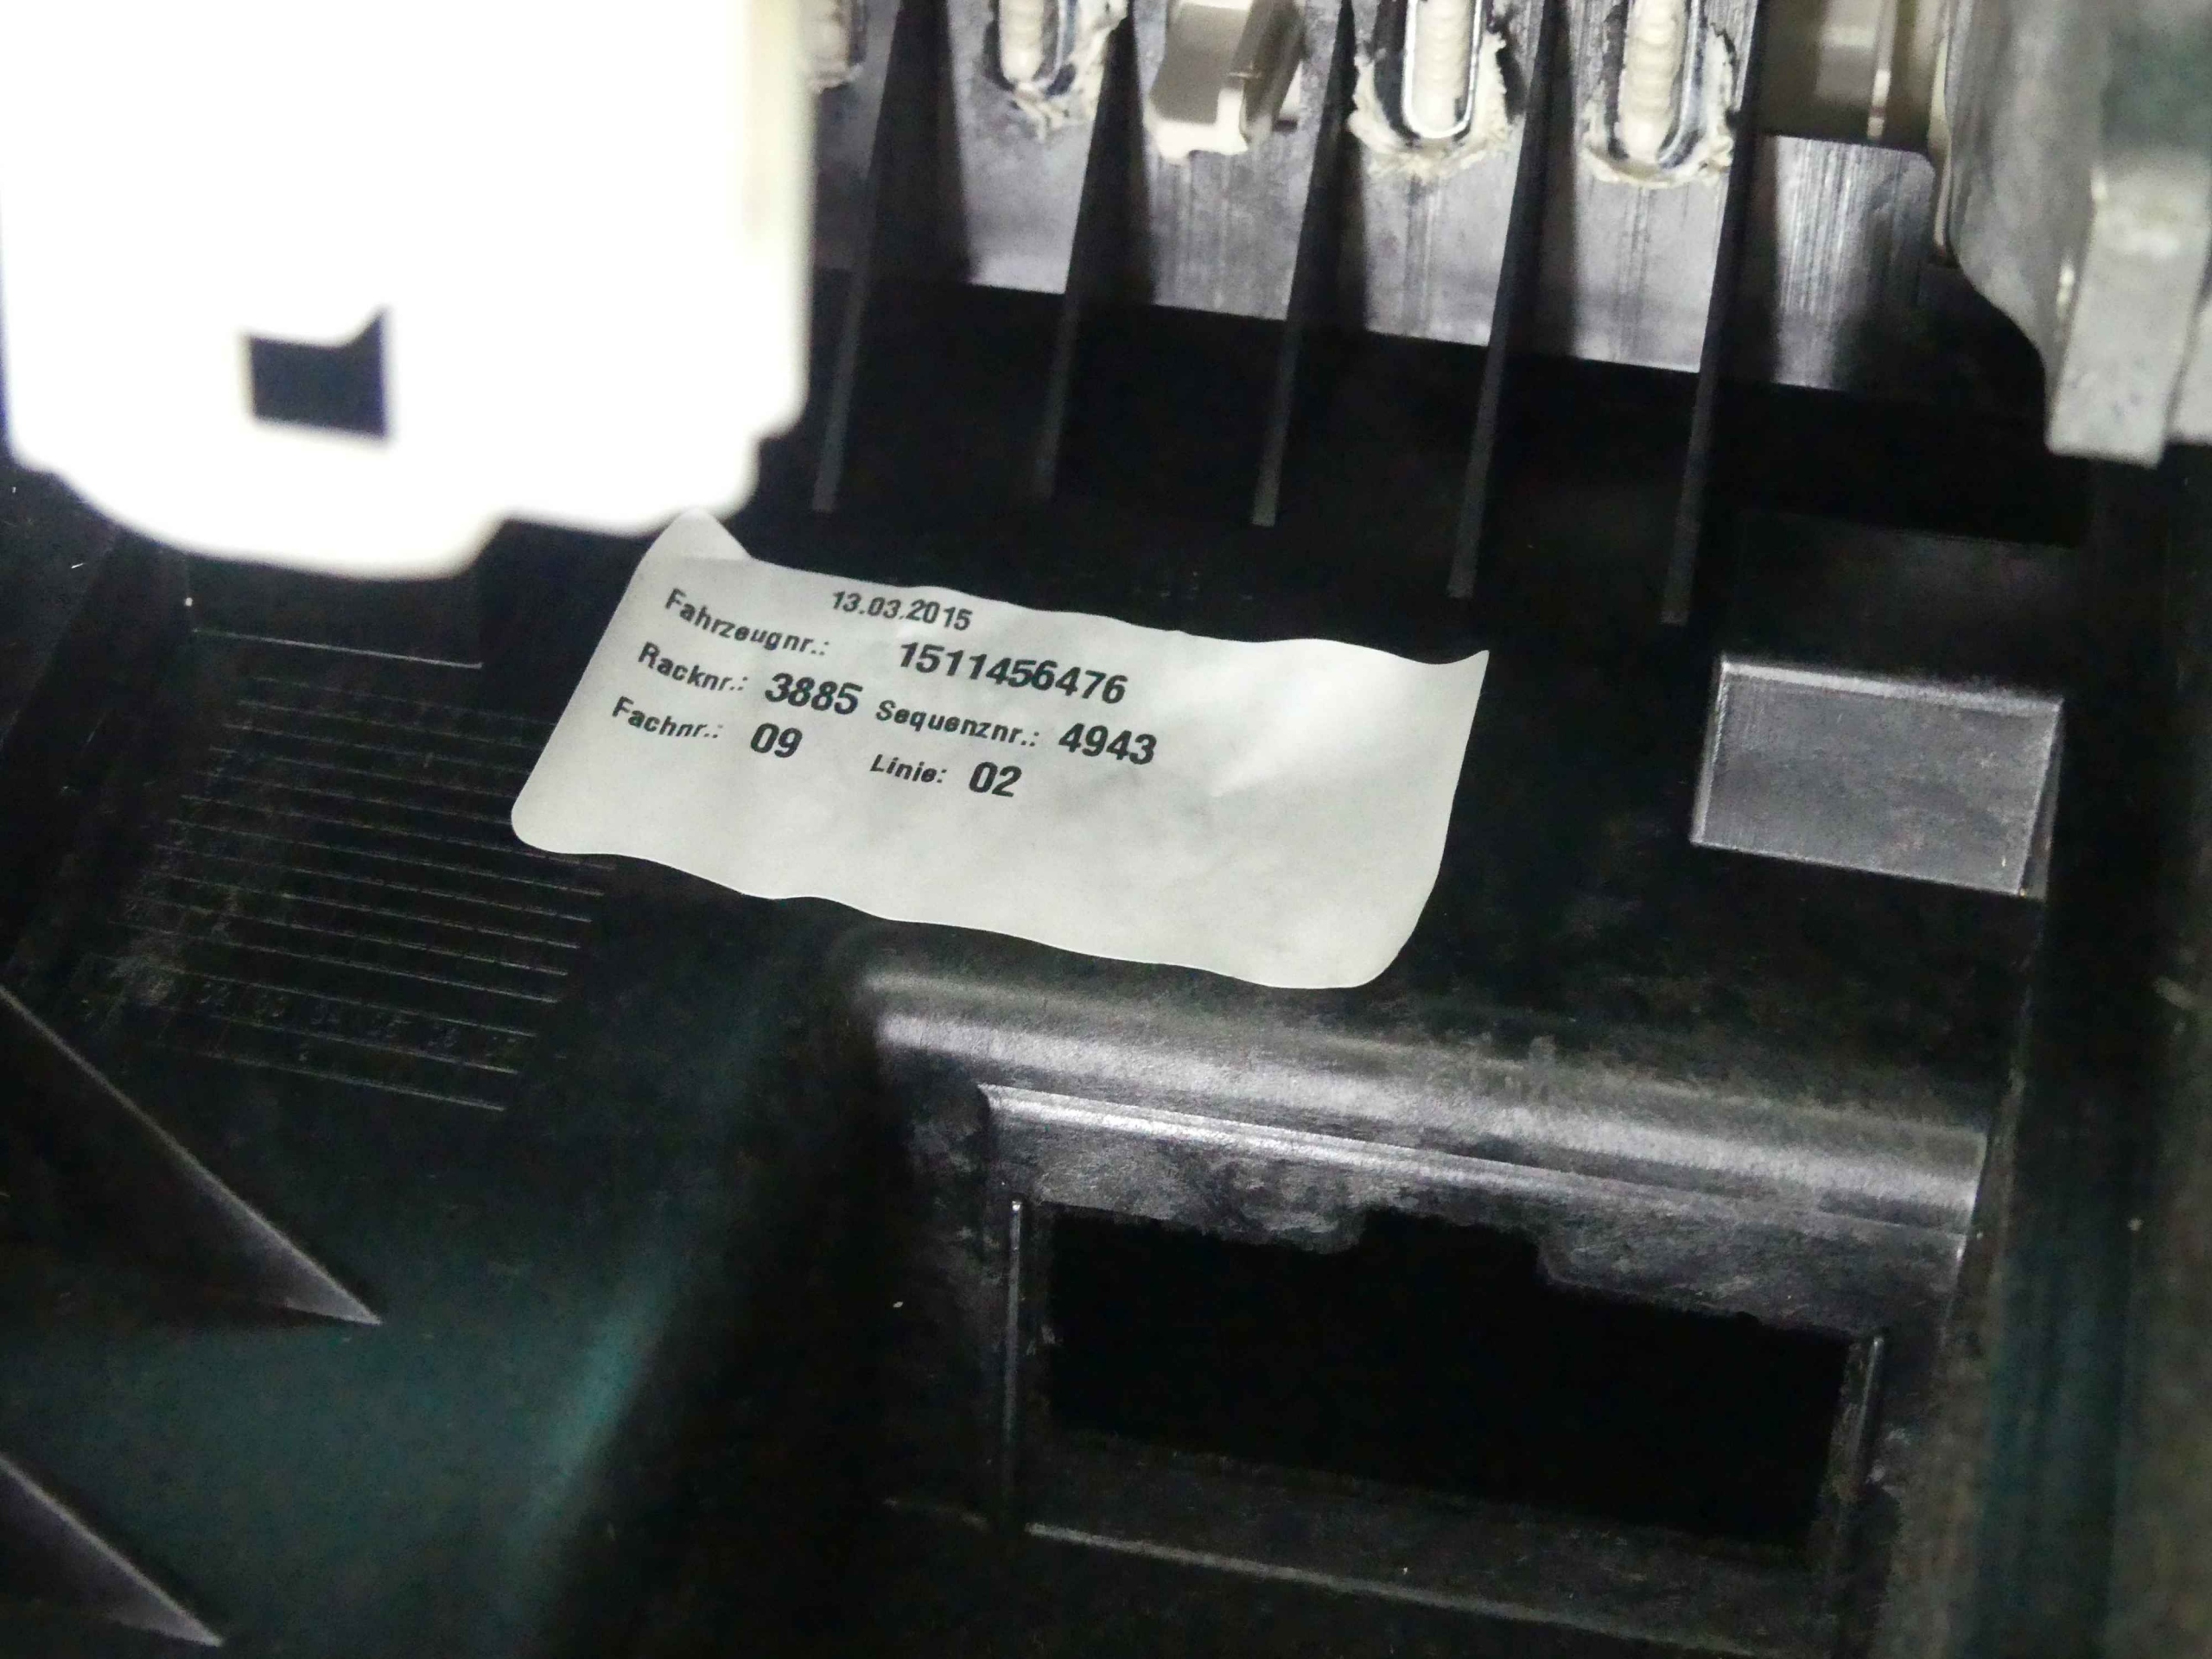 13.03.2015
Fahrzeugnr.: 1511456476
Racknr.: 3885 Sequenznr.: 4943
Fachnr.: 09 Linie: 02